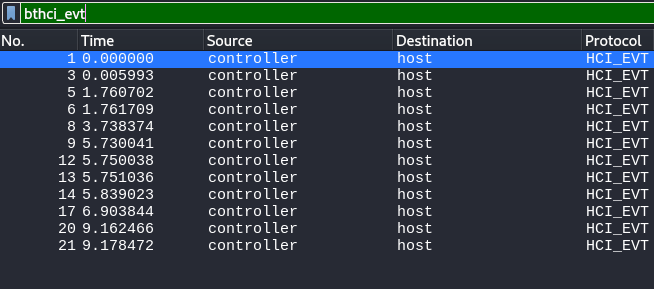 bthci_evt
No. Time Source Destination Protocol
1 0.000000 controller host HCI_EVT
3 0.005993 controller host HCI_EVT
5 1.760702 controller host HCI_EVT
6 1.761709 controller host HCI_EVT
8 3.738374 controller host HCI_EVT
9 5.730041 controller host HCI_EVT
12 5.750038 controller host HCI_EVT
13 5.751036 controller host HCI_EVT
14 5.839023 controller host HCI_EVT
17 6.903844 controller host HCI_EVT
20 9.162466 controller host HCI_EVT
21 9.178472 controller host HCI_EVT